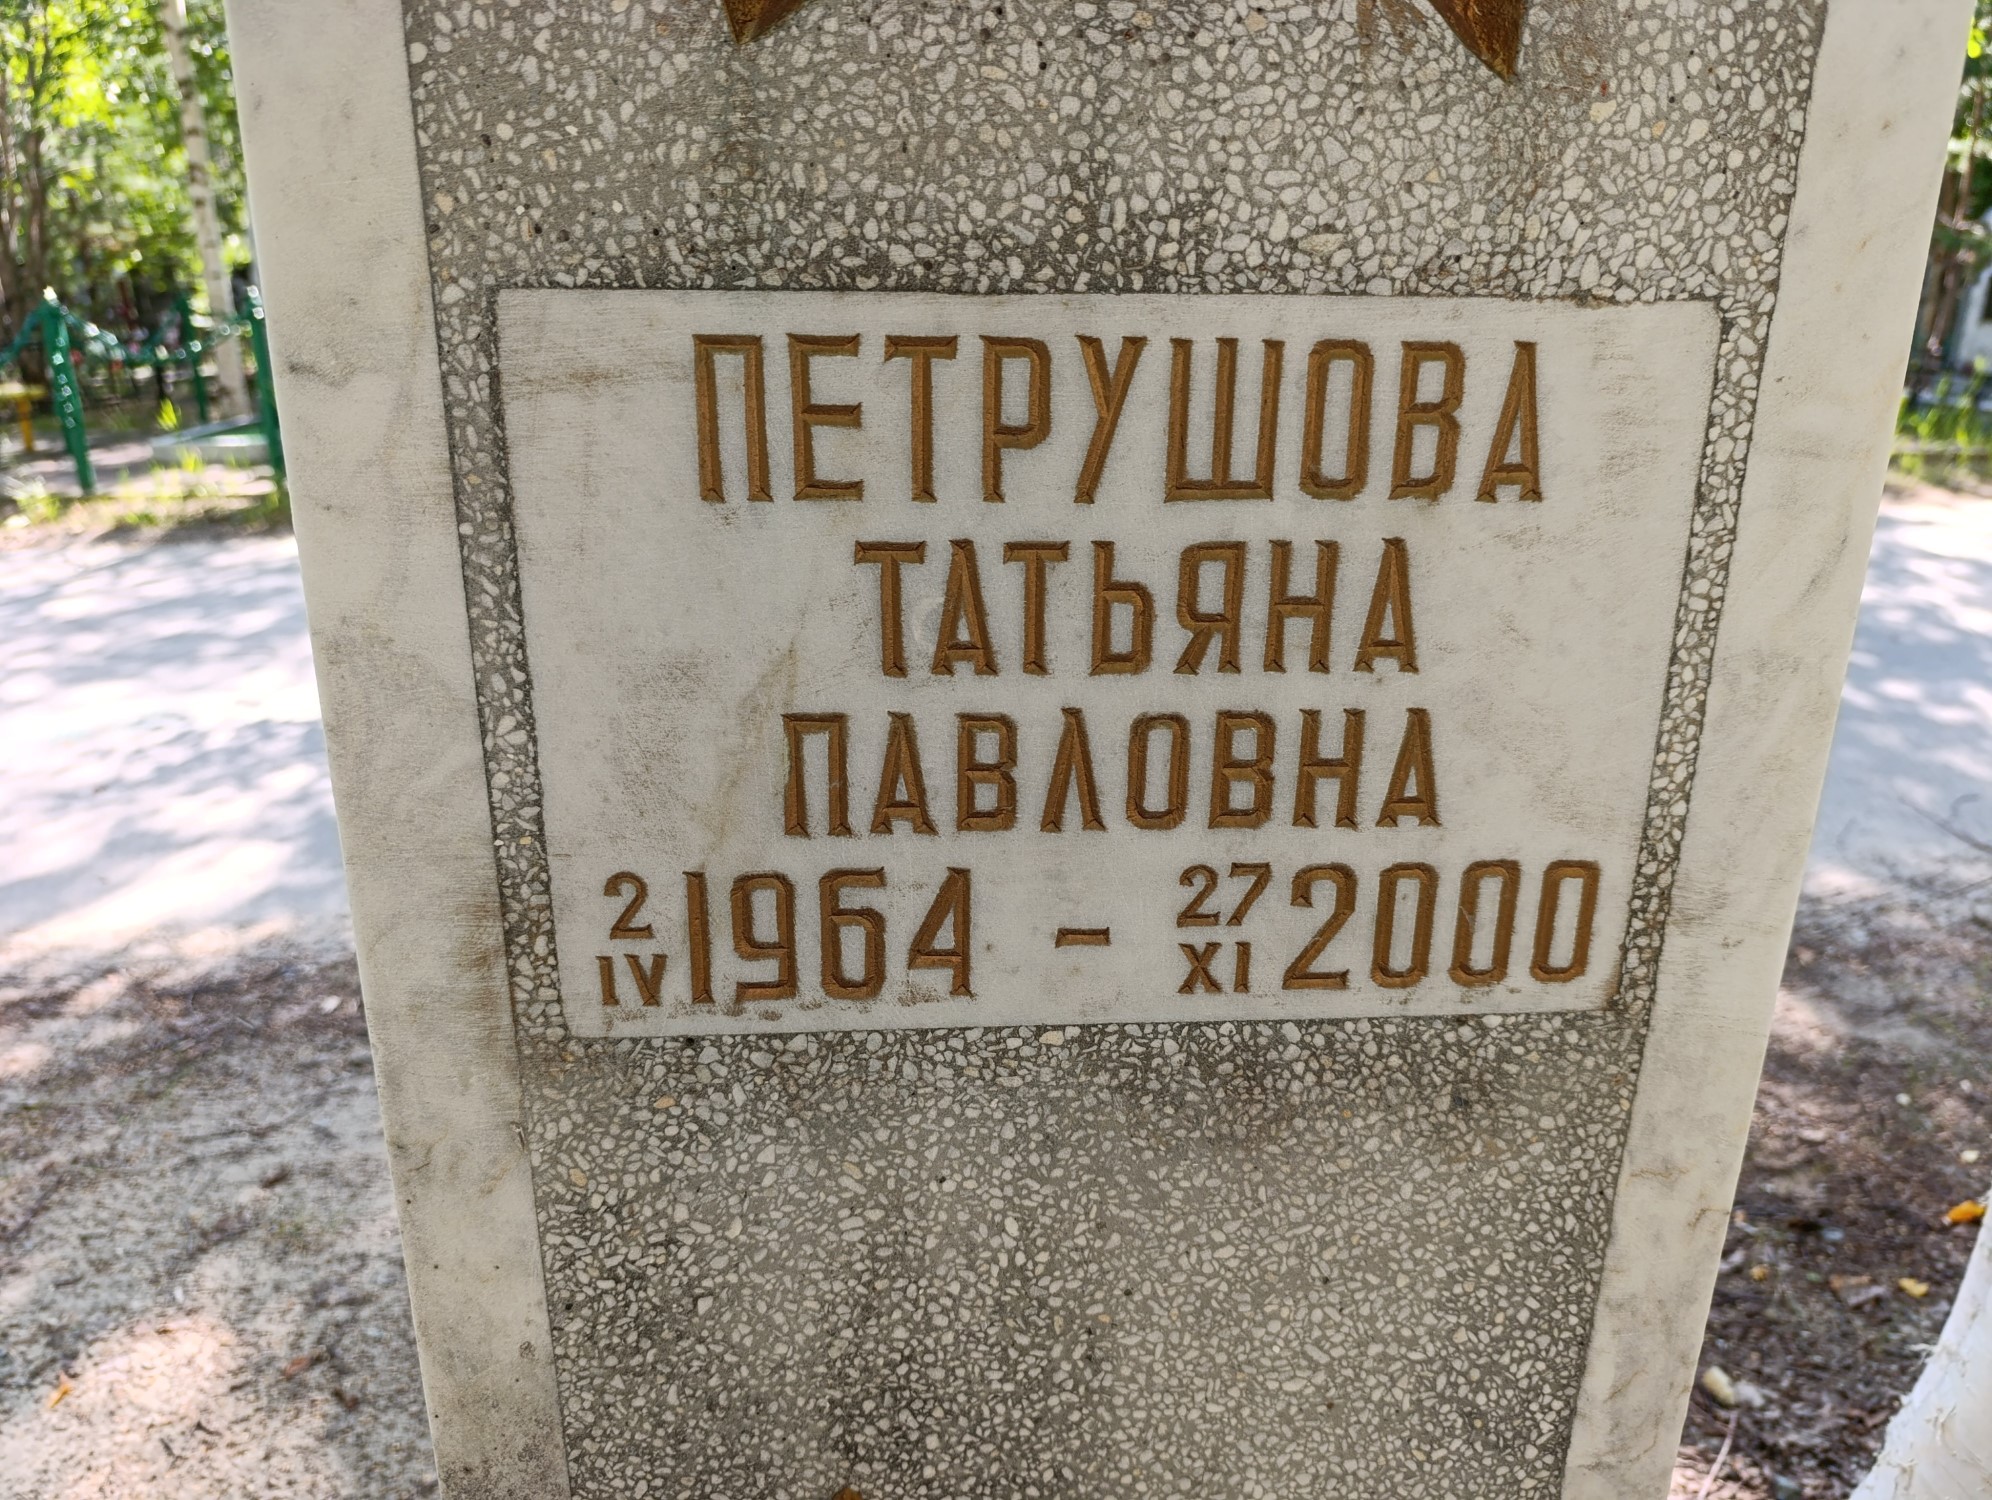 ПЕТРУШОВА
ТАТЬЯНА
ПАВЛОВНА
2/IV 1964 - 27/XI 2000